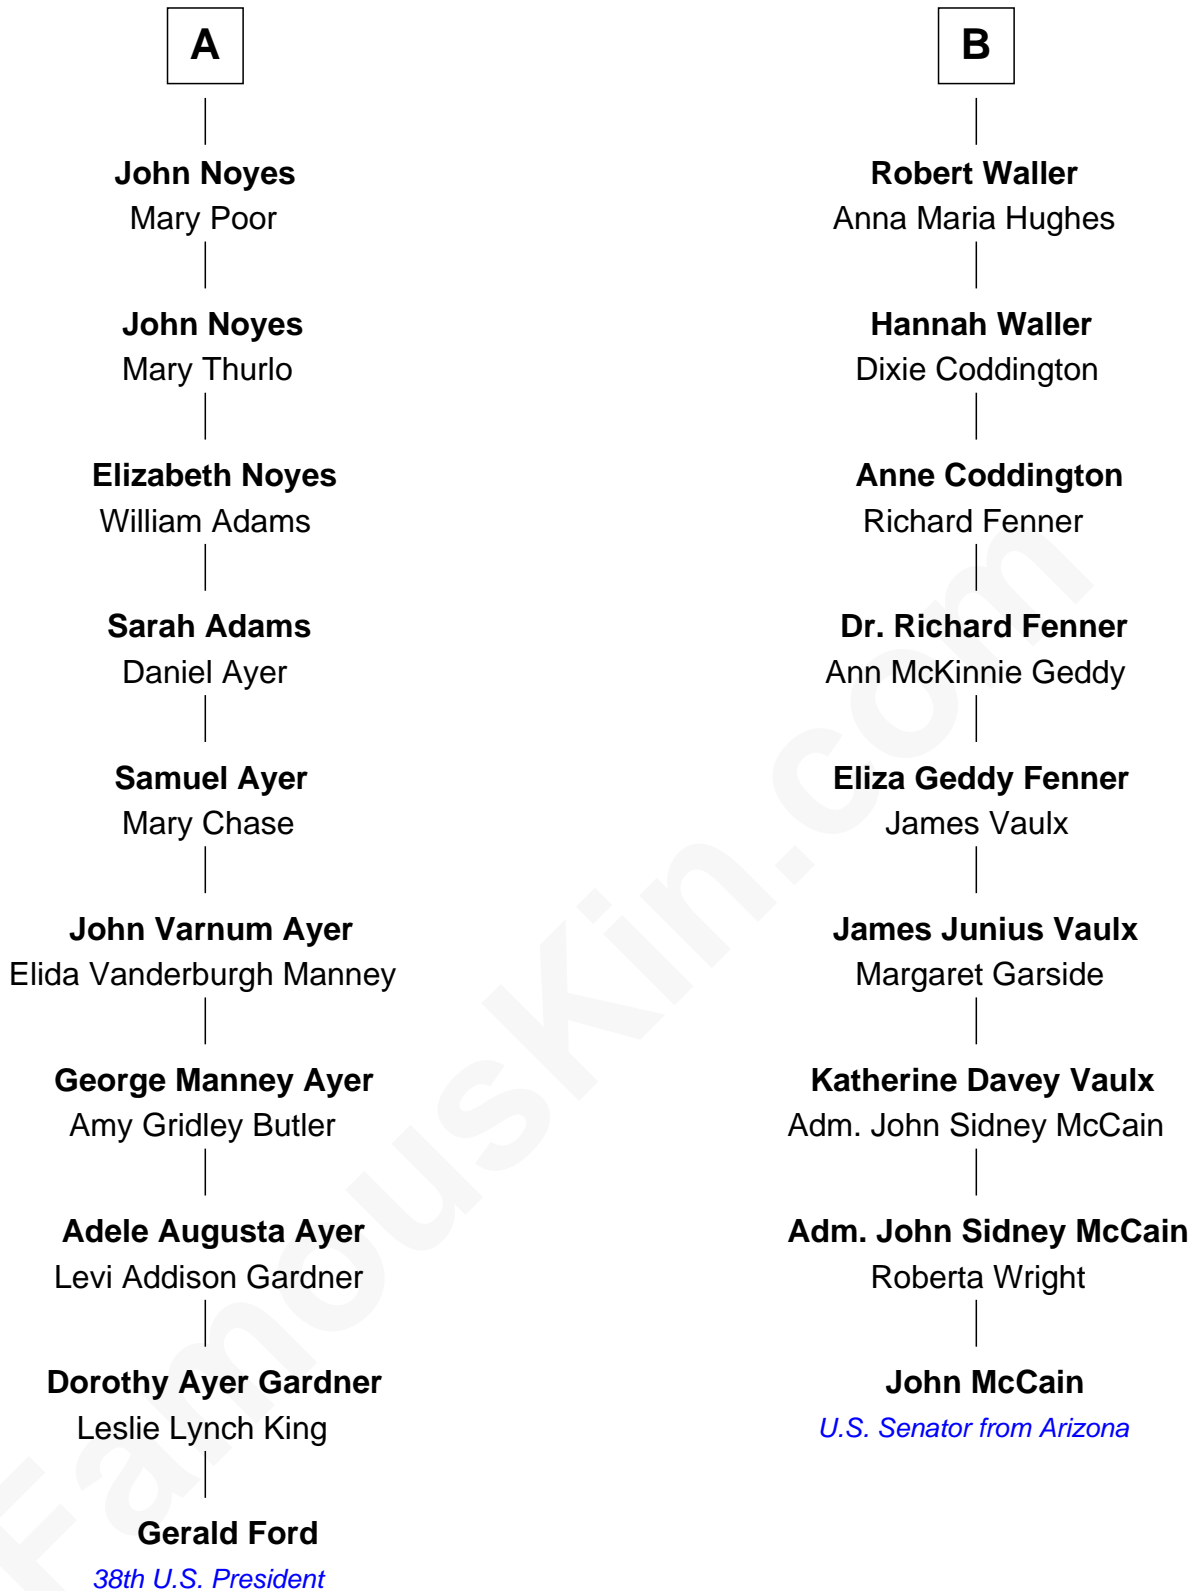 A
John Noyes
Mary Poor
John Noyes
Mary Thurlo
Elizabeth Noyes
William Adams
Sarah Adams
Daniel Ayer
Samuel Ayer
Mary Chase
John Varnum Ayer
Elida Vanderburgh Manney
George Manney Ayer
Amy Gridley Butler
Adele Augusta Ayer
Levi Addison Gardner
Dorothy Ayer Gardner
Leslie Lynch King
Gerald Ford
38th U.S. President
B
Robert Waller
Anna Maria Hughes
Hannah Waller
Dixie Coddington
Anne Coddington
Richard Fenner
Dr. Richard Fenner
Ann McKinnie Geddy
Eliza Geddy Fenner
James Vaulx
James Junius Vaulx
Margaret Garside
Katherine Davey Vaulx
Adm. John Sidney McCain
Adm. John Sidney McCain
Roberta Wright
John McCain
U.S. Senator from Arizona
FamousKin.com